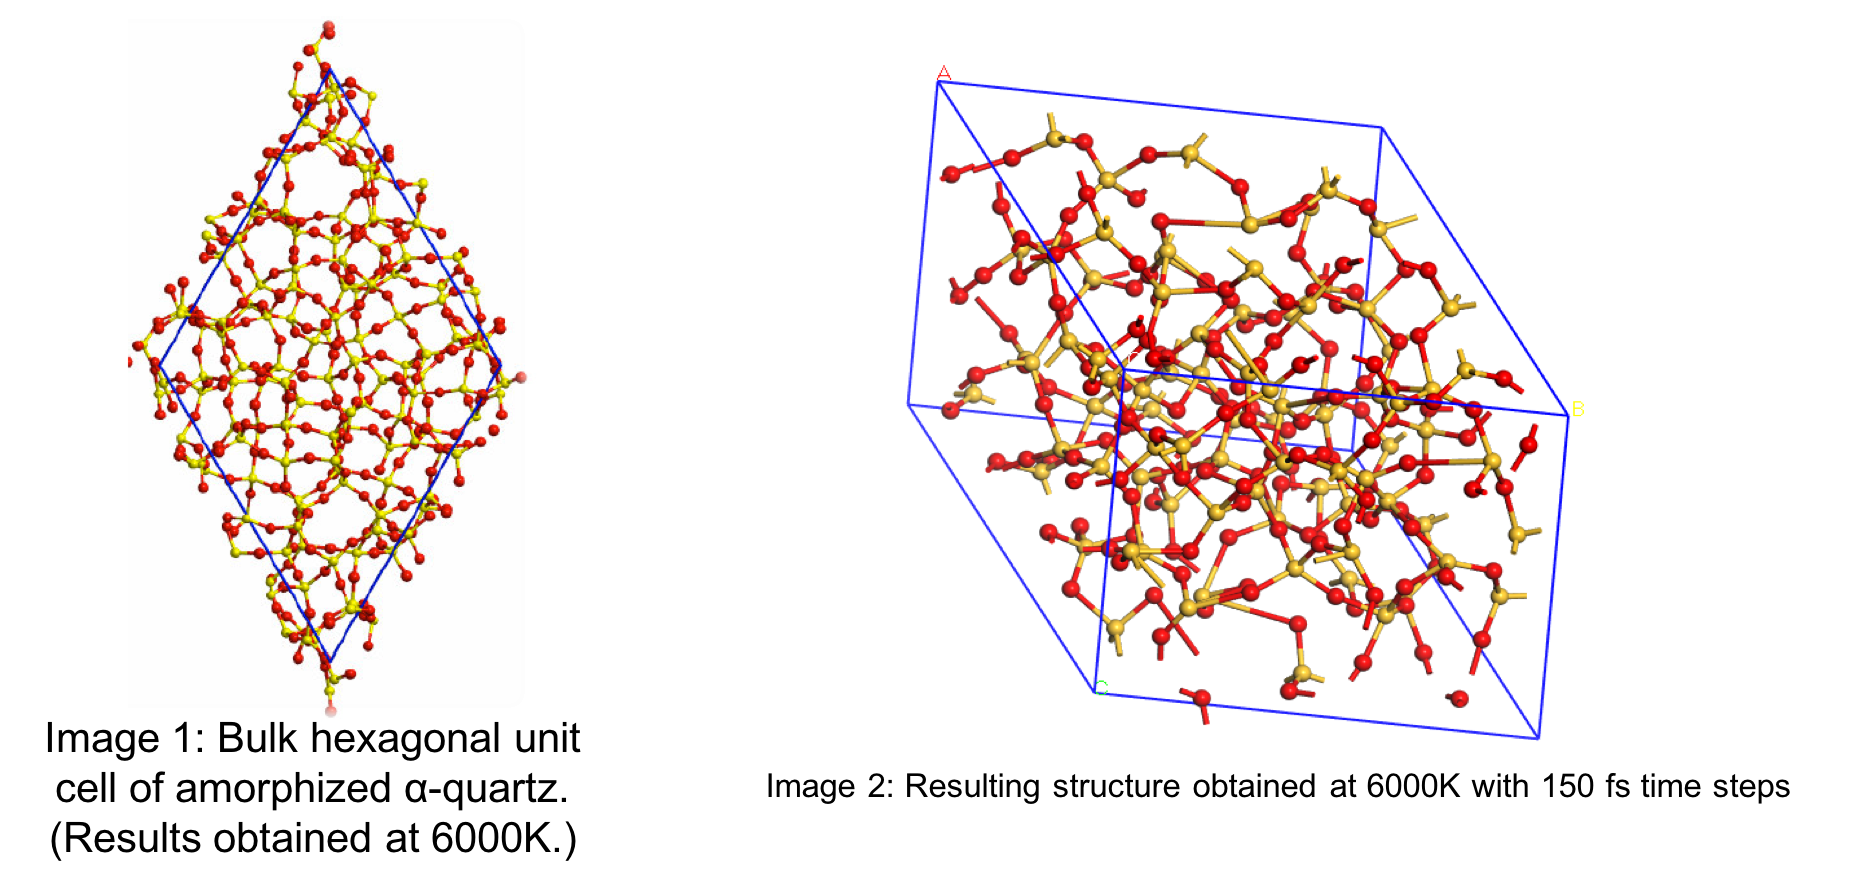 A
B
C
Image 1: Bulk hexagonal unit
cell of amorphized α-quartz.
(Results obtained at 6000K.)
Image 2: Resulting structure obtained at 6000K with 150 fs time steps